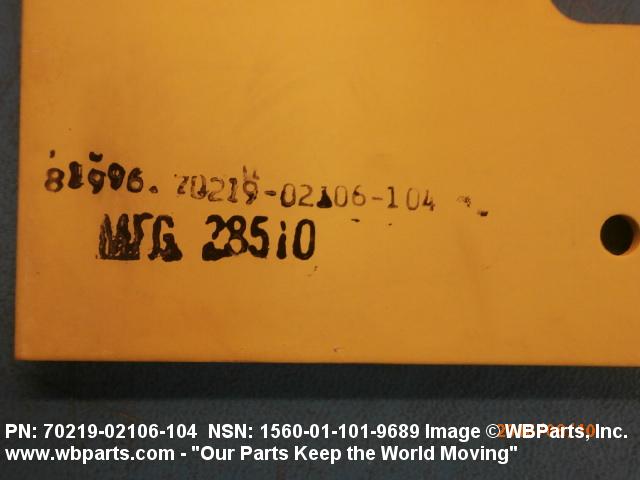 81996. 70219-02106-104
MFG 28510
PN: 70219-02106-104 NSN: 1560-01-101-9689 Image © WBParts, Inc.
www.wbparts.com - "Our Parts Keep the World Moving"